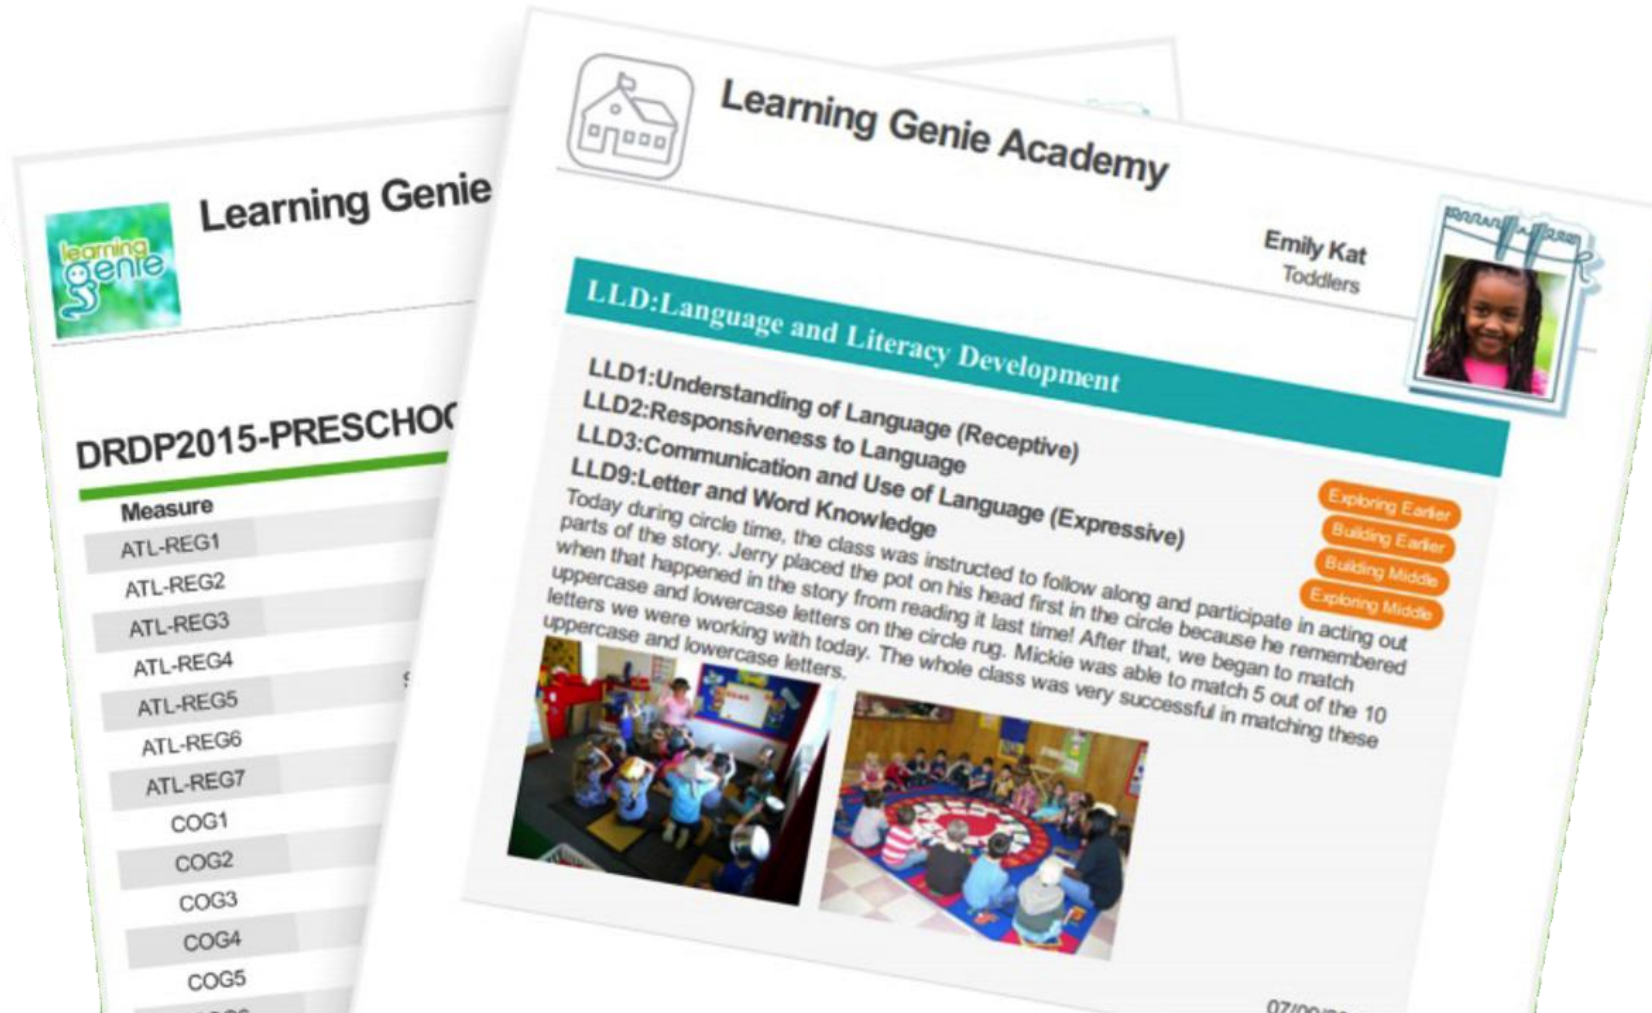 learning
genie
Learning Genie
DRDP2015-PRESCHOO
Measure
ATL-REG1
ATL-REG2
ATL-REG3
ATL-REG4
ATL-REG5
ATL-REG6
ATL-REG7
COG1
COG2
COG3
COG4
COG5
Learning Genie Academy
Emily Kat
Toddlers
LLD:Language and Literacy Development
LLD1:Understanding of Language (Receptive)
LLD2:Responsiveness to Language
LLD3:Communication and Use of Language (Expressive)
LLD9:Letter and Word Knowledge
Exploring Earlier
Building Earlier
Building Middle
Exploring Middle
Today during circle time, the class was instructed to follow along and participate in acting out
parts of the story. Jerry placed the pot on his head first in the circle because he remembered
when that happened in the story from reading it last time! After that, we began to match
uppercase and lowercase letters on the circle rug. Mickie was able to match 5 out of the 10
letters we were working with today. The whole class was very successful in matching these
uppercase and lowercase letters.